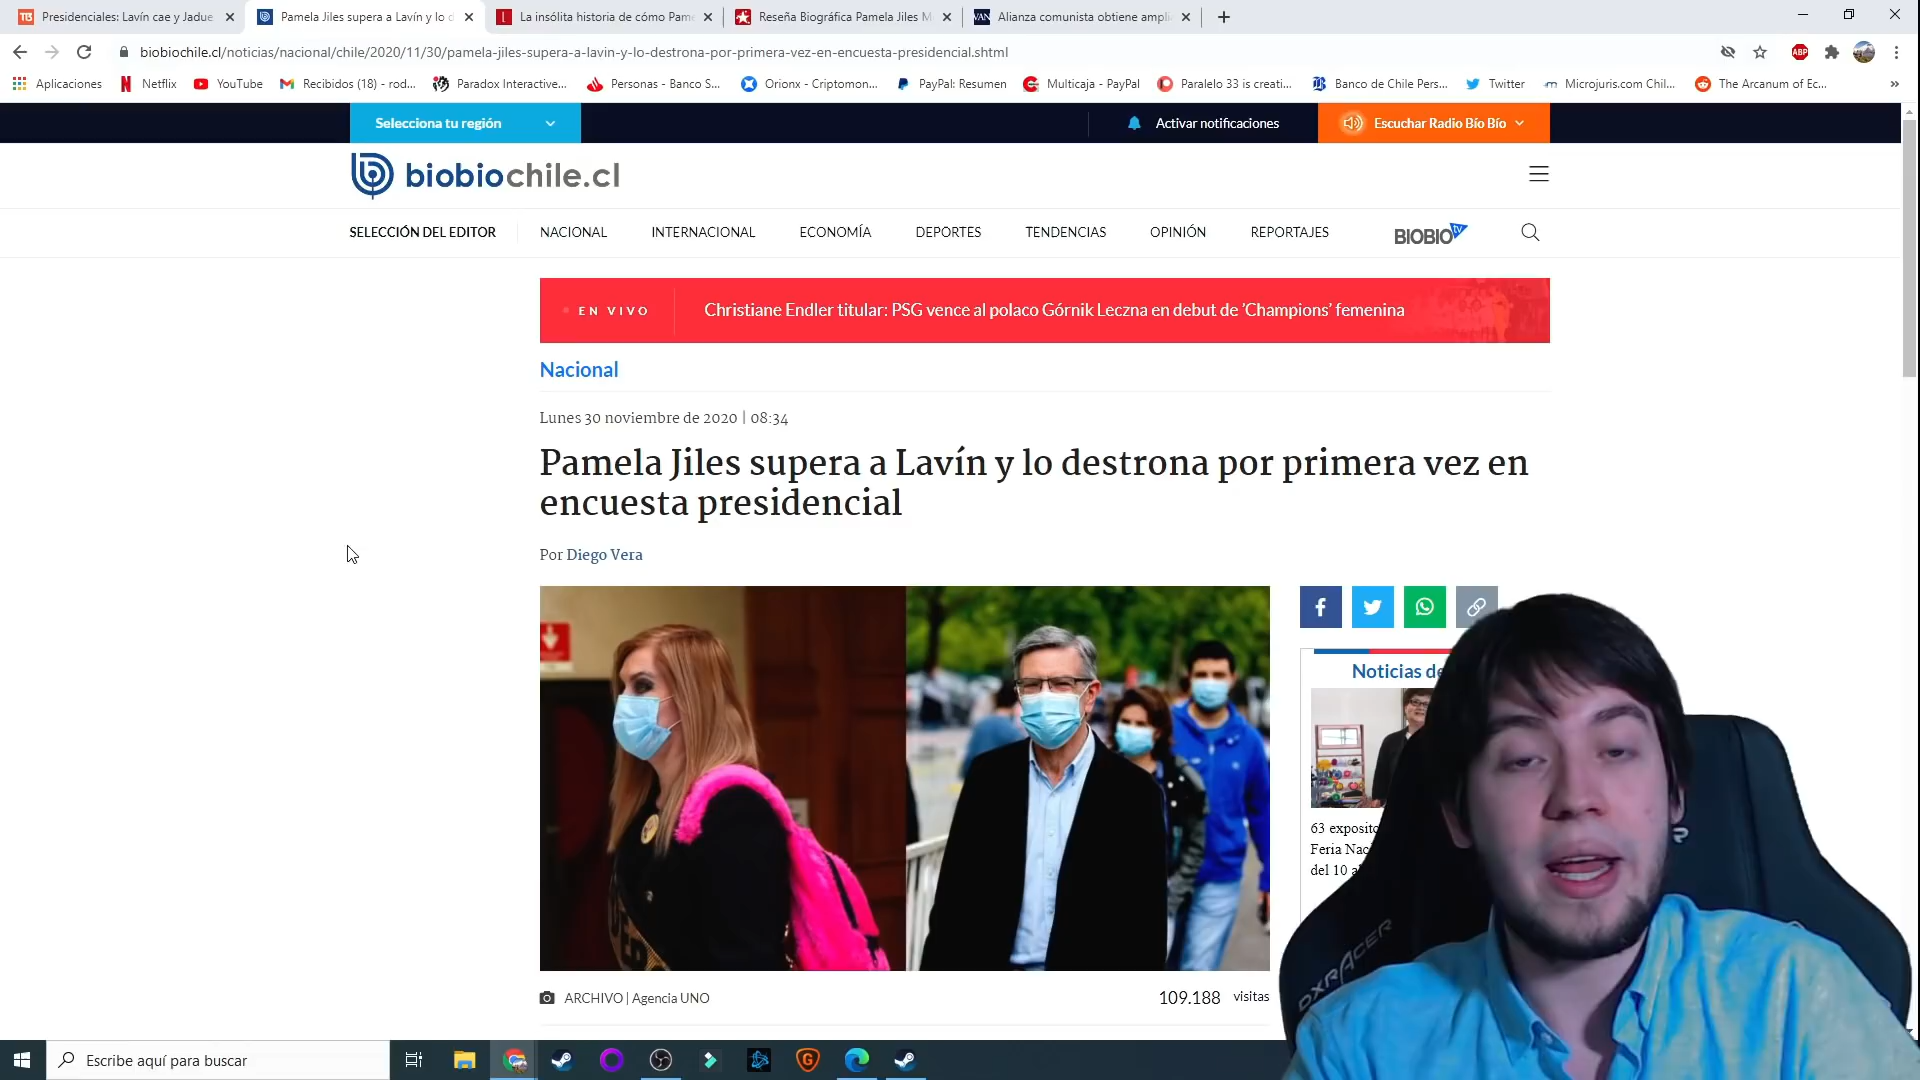 Presidenciales: Lavín cae y Jadue
Pamela Jiles supera a Lavín y lo d
La insólita historia de cómo Pame
Reseña Biográfica Pamela Jiles M
Alianza comunista obtiene ampli
biobiochile.cl/noticias/nacional/chile/2020/11/30/pamela-jiles-supera-a-lavin-y-lo-destrona-por-primera-vez-en-encuesta-presidencial.shtml
ABP
Aplicaciones
Netflix
YouTube
Recibidos (18) - rod...
Paradox Interactive...
Personas - Banco S...
Orionx - Criptomon...
PayPal: Resumen
Multicaja - PayPal
Paralelo 33 is creati...
Banco de Chile Pers...
Twitter
Microjuris.com Chil...
The Arcanum of Ec...
Selecciona tu región
Activar notificaciones
Escuchar Radio Bío Bío
biobiochile.cl
SELECCIÓN DEL EDITOR
NACIONAL
INTERNACIONAL
ECONOMÍA
DEPORTES
TENDENCIAS
OPINIÓN
REPORTAJES
BIOBIO tv
EN VIVO
Christiane Endler titular: PSG vence al polaco Górnik Leczna en debut de 'Champions' femenina
Nacional
Lunes 30 noviembre de 2020 | 08:34
Pamela Jiles supera a Lavín y lo destrona por primera vez en
encuesta presidencial
Por Diego Vera
Noticias de
63 exposito
Feria Nac
del 10 a
DXRACER
ARCHIVO | Agencia UNO
109.188 visitas
Escribe aquí para buscar